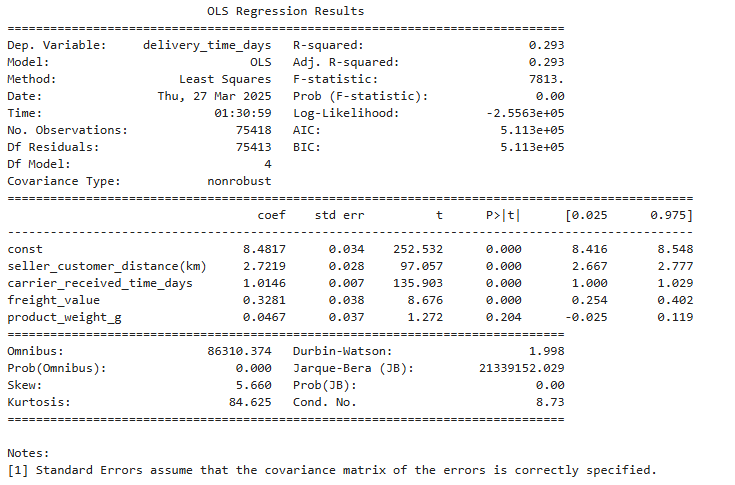 OLS Regression Results
==============================================================================
Dep. Variable:     delivery_time_days   R-squared:                       0.293
Model:                            OLS   Adj. R-squared:                  0.293
Method:                 Least Squares   F-statistic:                     7813.
Date:                Thu, 27 Mar 2025   Prob (F-statistic):               0.00
Time:                        01:30:59   Log-Likelihood:            -2.5563e+05
No. Observations:               75418   AIC:                         5.113e+05
Df Residuals:                   75413   BIC:                         5.113e+05
Df Model:                           4
Covariance Type:            nonrobust
================================================================================================
                                   coef    std err          t      P>|t|      [0.025      0.975]
------------------------------------------------------------------------------------------------
const                            8.4817      0.034    252.532      0.000       8.416       8.548
seller_customer_distance(km)     2.7219      0.028     97.057      0.000       2.667       2.777
carrier_received_time_days       1.0146      0.007    135.903      0.000       1.000       1.029
freight_value                    0.3281      0.038      8.676      0.000       0.254       0.402
product_weight_g                 0.0467      0.037      1.272      0.204      -0.025       0.119
==============================================================================
Omnibus:                    86310.374   Durbin-Watson:                   1.998
Prob(Omnibus):                  0.000   Jarque-Bera (JB):         21339152.029
Skew:                           5.660   Prob(JB):                         0.00
Kurtosis:                      84.625   Cond. No.                         8.73
==============================================================================
Notes:
[1] Standard Errors assume that the covariance matrix of the errors is correctly specified.